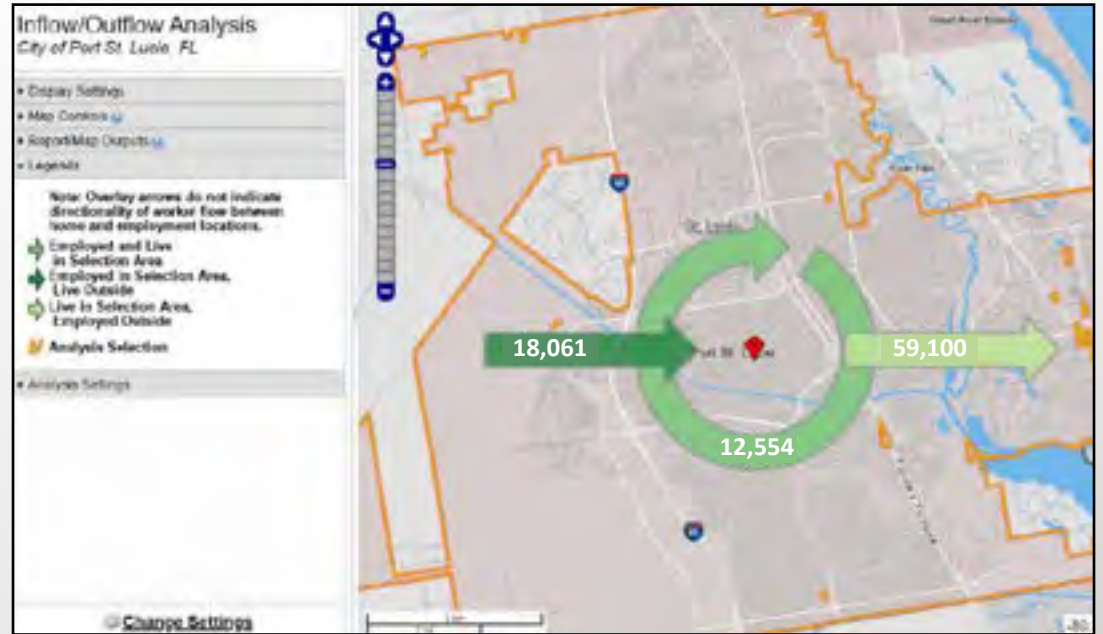 Inflow/Outflow Analysis
City of Port St. Lucie, FL
Display Settings
Map Controls
Report/Map Outputs
Legends
Note: Overlay arrows do not indicate
directionality of worker flow between
home and employment locations.
Employed and Live
in Selection Area
Employed in Selection Area,
Live Outside
Live in Selection Area,
Employed Outside
Analysis Selection
Analysis Settings
Change Settings
18,061
Port St. Lucie
59,100
12,554